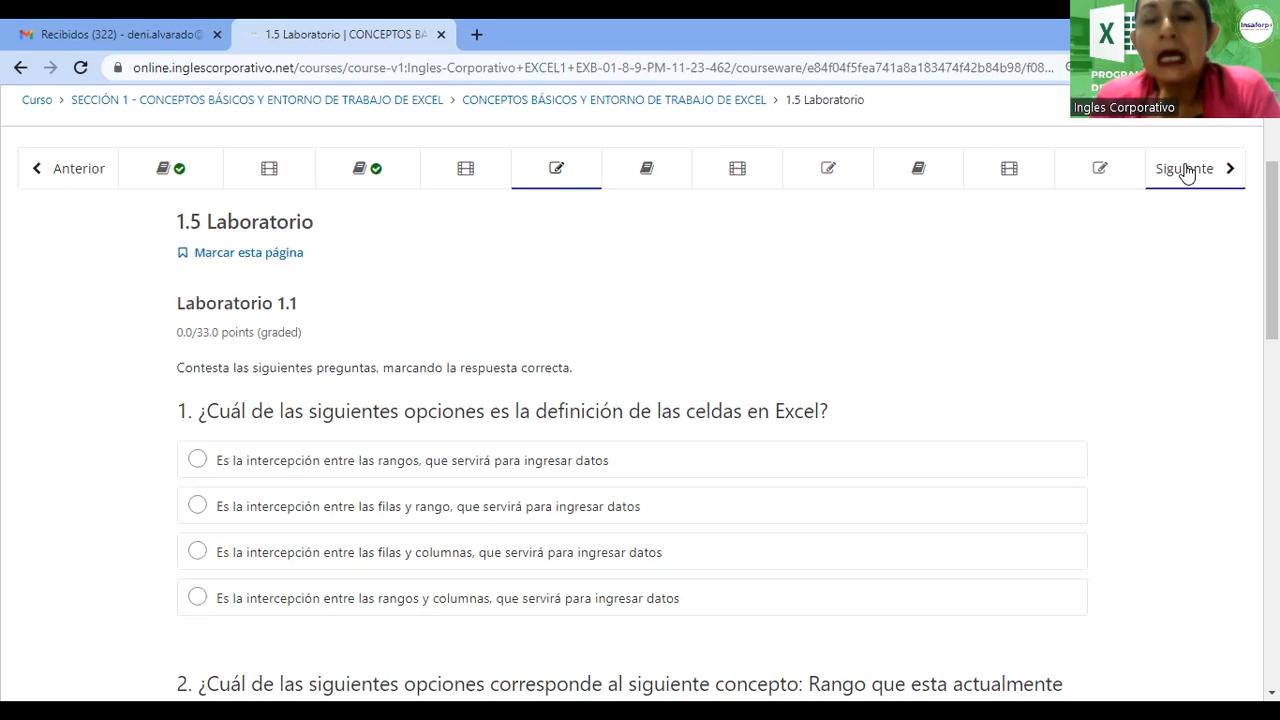 Recibidos (322) - deni.alvarado@
1.5 Laboratorio | CONCEPTOS BÁ
online.inglescorporativo.net/courses/course-v1:Ingles-Corporativo+EXCEL1+EXB-01-8-9-PM-11-23-462/courseware/e84f04f5fea741a8a183474f42b84b98/f08...
Insaforp
PROGRA
DE
Ingles Corporativo
Curso > SECCIÓN 1 - CONCEPTOS BÁSICOS Y ENTORNO DE TRABAJO DE EXCEL > CONCEPTOS BÁSICOS Y ENTORNO DE TRABAJO DE EXCEL > 1.5 Laboratorio
Anterior
Siguiente
1.5 Laboratorio
Marcar esta página
Laboratorio 1.1
0.0/33.0 points (graded)
Contesta las siguientes preguntas, marcando la respuesta correcta.
1. ¿Cuál de las siguientes opciones es la definición de las celdas en Excel?
Es la intercepción entre las rangos, que servirá para ingresar datos
Es la intercepción entre las filas y rango, que servirá para ingresar datos
Es la intercepción entre las filas y columnas, que servirá para ingresar datos
Es la intercepción entre las rangos y columnas, que servirá para ingresar datos
2. ¿Cuál de las siguientes opciones corresponde al siguiente concepto: Rango que esta actualmente